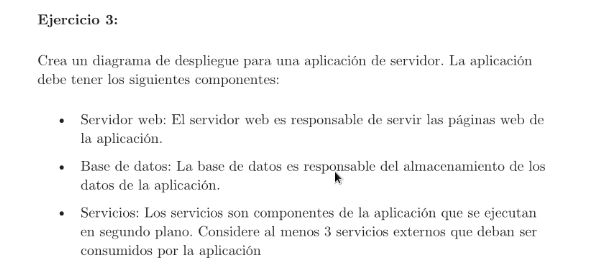 Ejercicio 3:
Crea un diagrama de despliegue para una aplicación de servidor. La aplicación
debe tener los siguientes componentes:
• Servidor web: El servidor web es responsable de servir las páginas web de
la aplicación.
• Base de datos: La base de datos es responsable del almacenamiento de los
datos de la aplicación.
• Servicios: Los servicios son componentes de la aplicación que se ejecutan
en segundo plano. Considere al menos 3 servicios externos que deban ser
consumidos por la aplicación